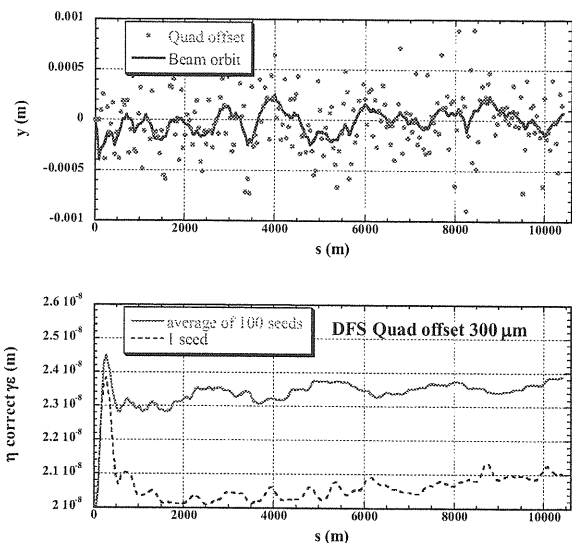 Quad offset
Beam orbit
0.001
0.0005
0
-0.0005
-0.001
y (m)
0 2000 4000 6000 8000 10000
s (m)
2.6 10⁻⁸
2.5 10⁻⁸
2.4 10⁻⁸
2.3 10⁻⁸
2.2 10⁻⁸
2.1 10⁻⁸
2 10⁻⁸
η correct γε (m)
average of 100 seeds
1 seed
DFS Quad offset 300 μm
0 2000 4000 6000 8000 10000
s (m)